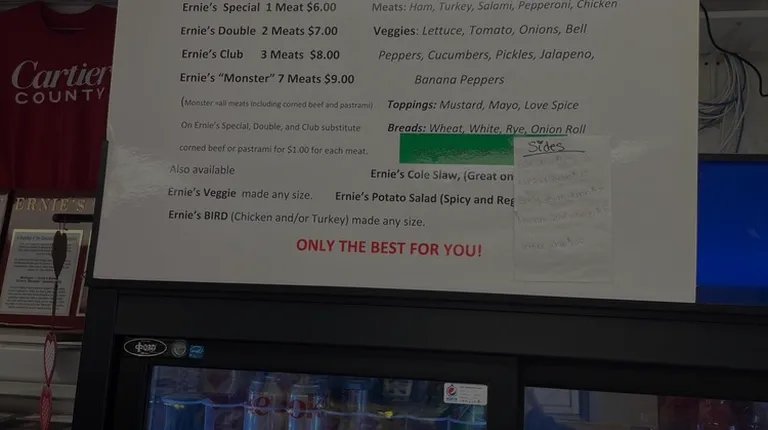 Ernie's Special 1 Meat $6.00
Meats: Ham, Turkey, Salami, Pepperoni, Chicken
Ernie's Double 2 Meats $7.00
Veggies: Lettuce, Tomato, Onions, Bell
Ernie's Club 3 Meats $8.00
Peppers, Cucumbers, Pickles, Jalapeno,
Ernie's "Monster" 7 Meats $9.00
Banana Peppers
(Monster all meats including corned beef and pastrami)
Toppings: Mustard, Mayo, Love Spice
On Ernie's Special, Double, and Club substitute
Breads: Wheat, White, Rye, Onion Roll
corned beef or pastrami for $1.00 for each meat.
Sides
Also available
Ernie's Cole Slaw, (Great on
Ernie's Veggie made any size.
Ernie's Potato Salad (Spicy and Reg
Ernie's BIRD (Chicken and/or Turkey) made any size.
ONLY THE BEST FOR YOU!
Cartier
COUNTY
ERNIE'S
pepsi